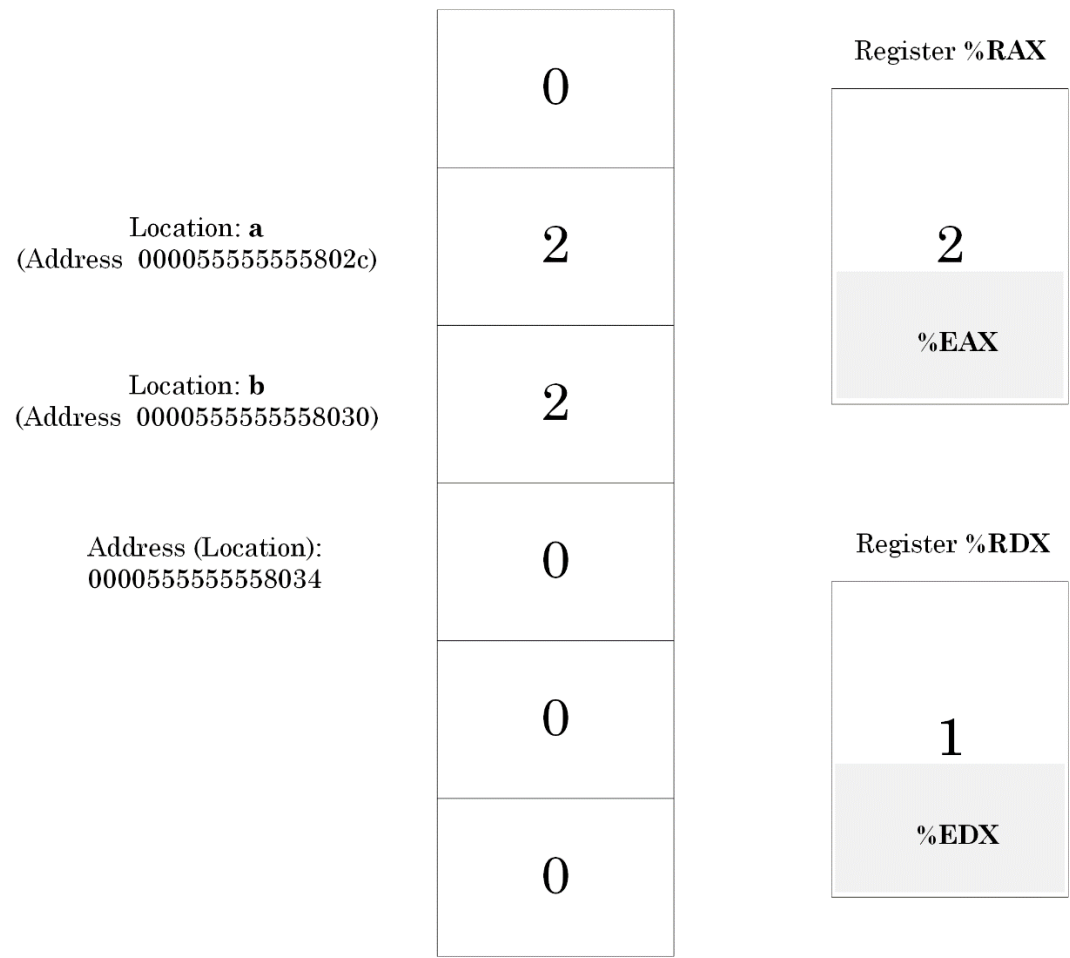 0
Register %RAX
Location: a
(Address 000055555555802c)
2
2
%EAX
Location: b
(Address 0000555555558030)
2
Address (Location):
0000555555558034
0
Register %RDX
0
1
%EDX
0